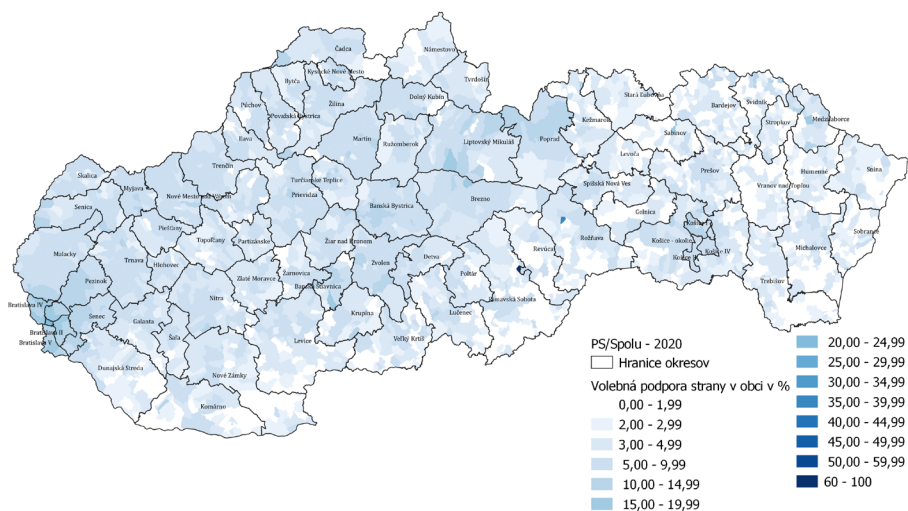 Námestovo
Čadca
Tvrdošín
Kysucké Nové Mesto
Bytča
Dolný Kubín
Stará Ľubovňa
Púchov
Žilina
Bardejov
Svidník
Považská Bystrica
Kežmarok
Stropkov
Medzilaborce
Ilava
Martin
Ružomberok
Liptovský Mikuláš
Poprad
Sabinov
Levoča
Trenčín
Prešov
Humenné
Snina
Skalica
Turčianske Teplice
Spišská Nová Ves
Vranov nad Topľou
Myjava
Nové Mesto nad Váhom
Prievidza
Banská Bystrica
Brezno
Senica
Gelnica
Piešťany
Topoľčany
Partizánske
Žiar nad Hronom
Revúca
Rožňava
Košice - okolie
Sobrance
Michalovce
Malacky
Trnava
Hlohovec
Zvolen
Detva
Košice IV
Poltár
Pezinok
Zlaté Moravce
Žarnovica
Banská Štiavnica
Trebišov
Bratislava IV
Nitra
Rimavská Sobota
Senec
Galanta
Krupina
Lučenec
Bratislava II
Šaľa
Levice
Veľký Krtíš
Bratislava V
Dunajská Streda
Nové Zámky
Komárno
PS/Spolu - 2020
Hranice okresov
Volebná podpora strany v obci v %
0,00 - 1,99
2,00 - 2,99
3,00 - 4,99
5,00 - 9,99
10,00 - 14,99
15,00 - 19,99
20,00 - 24,99
25,00 - 29,99
30,00 - 34,99
35,00 - 39,99
40,00 - 44,99
45,00 - 49,99
50,00 - 59,99
60 - 100